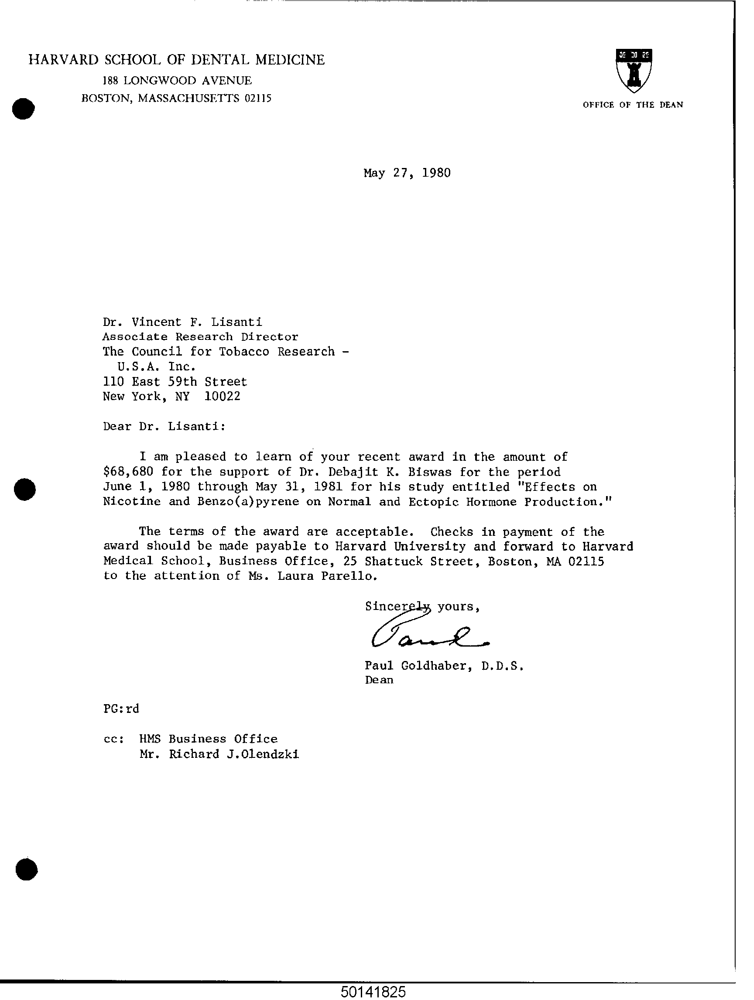 HARVARD SCHOOL OF DENTAL MEDICINE
188 LONGWOOD AVENUE
BOSTON, MASSACHUSETTS 02115
OFFICE OF THE DEAN
May 27, 1980
Dr. Vincent F. Lisanti
Associate Research Director
The Council for Tobacco Research -
U.S.A. Inc.
110 East 59th Street
New York, NY 10022
Dear Dr. Lisanti:
I am pleased to learn of your recent award in the amount of
$68,680 for the support of Dr. Debajit K. Biswas for the period
June 1, 1980 through May 31, 1981 for his study entitled "Effects on
Nicotine and Benzo(a)pyrene on Normal and Ectopic Hormone Production."
The terms of the award are acceptable. Checks in payment of the
award should be made payable to Harvard University and forward to Harvard
Medical School, Business Office, 25 Shattuck Street, Boston, MA 02115
to the attention of Ms. Laura Parello.
Sincerely yours,
Paul
Paul Goldhaber, D.D.S.
Dean
PG:rd
cc: HMS Business Office
Mr. Richard J.Olendzki
50141825